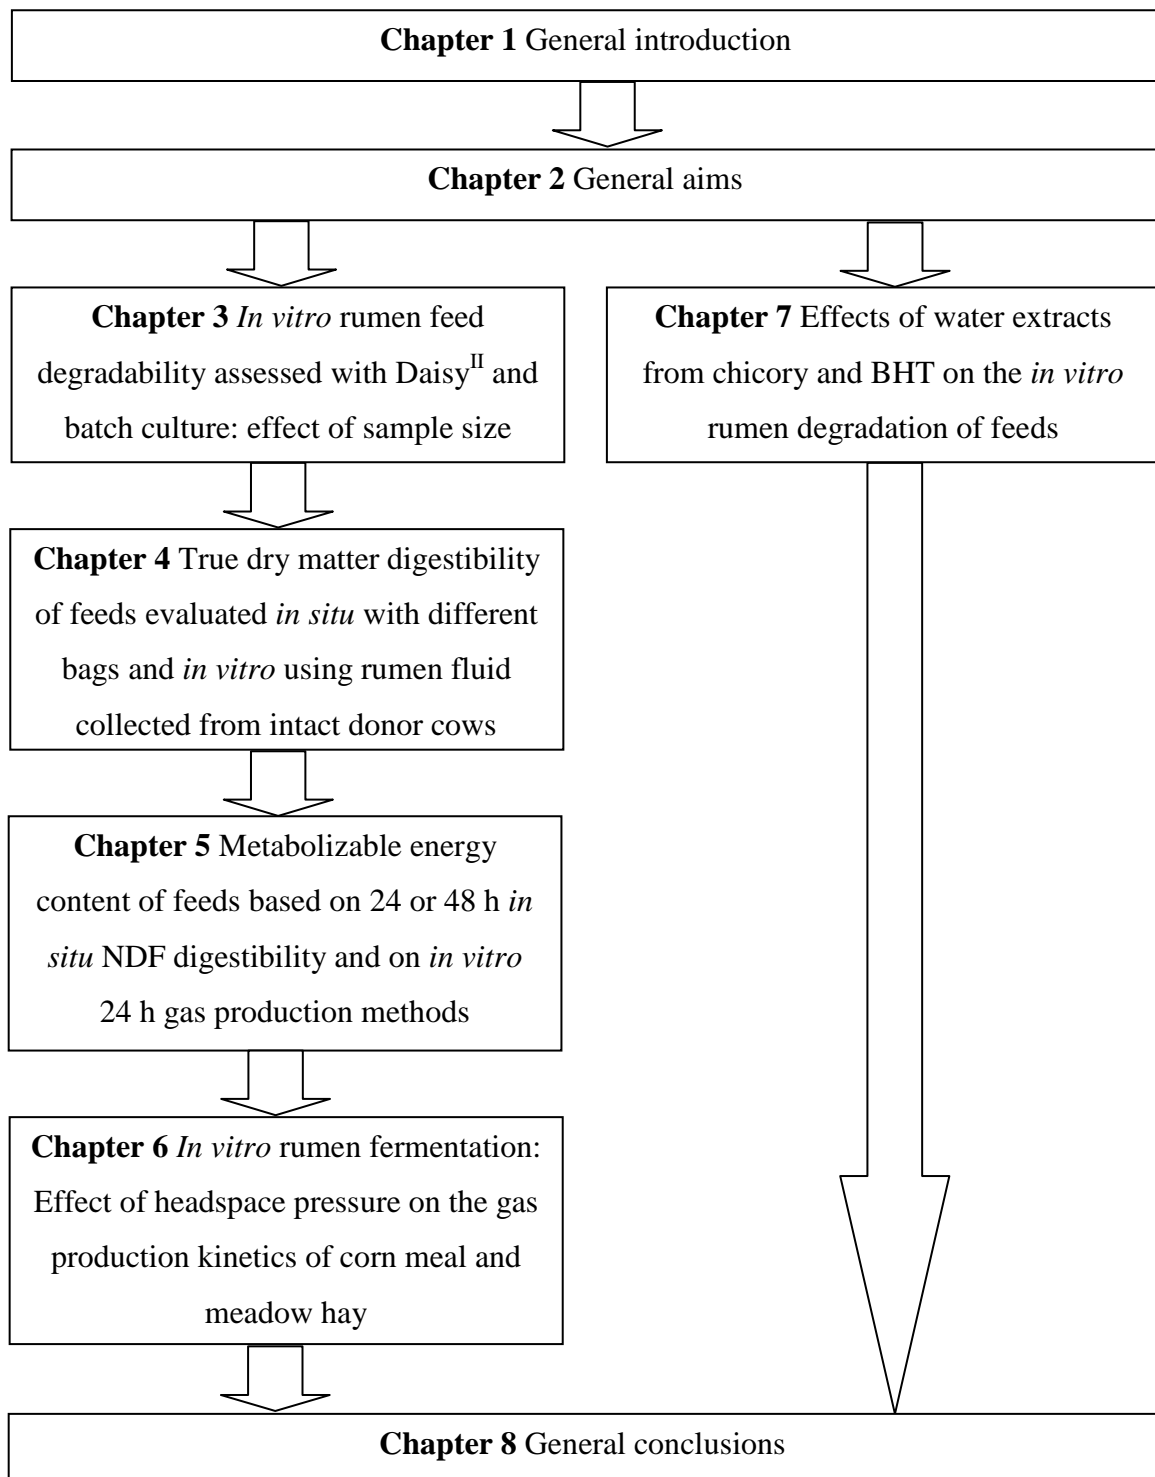 Chapter 1 General introduction
Chapter 2 General aims
Chapter 3 In vitro rumen feed
degradability assessed with Daisy^II and
batch culture: effect of sample size
Chapter 7 Effects of water extracts
from chicory and BHT on the in vitro
rumen degradation of feeds
Chapter 4 True dry matter digestibility
of feeds evaluated in situ with different
bags and in vitro using rumen fluid
collected from intact donor cows
Chapter 5 Metabolizable energy
content of feeds based on 24 or 48 h in
situ NDF digestibility and on in vitro
24 h gas production methods
Chapter 6 In vitro rumen fermentation:
Effect of headspace pressure on the gas
production kinetics of corn meal and
meadow hay
Chapter 8 General conclusions